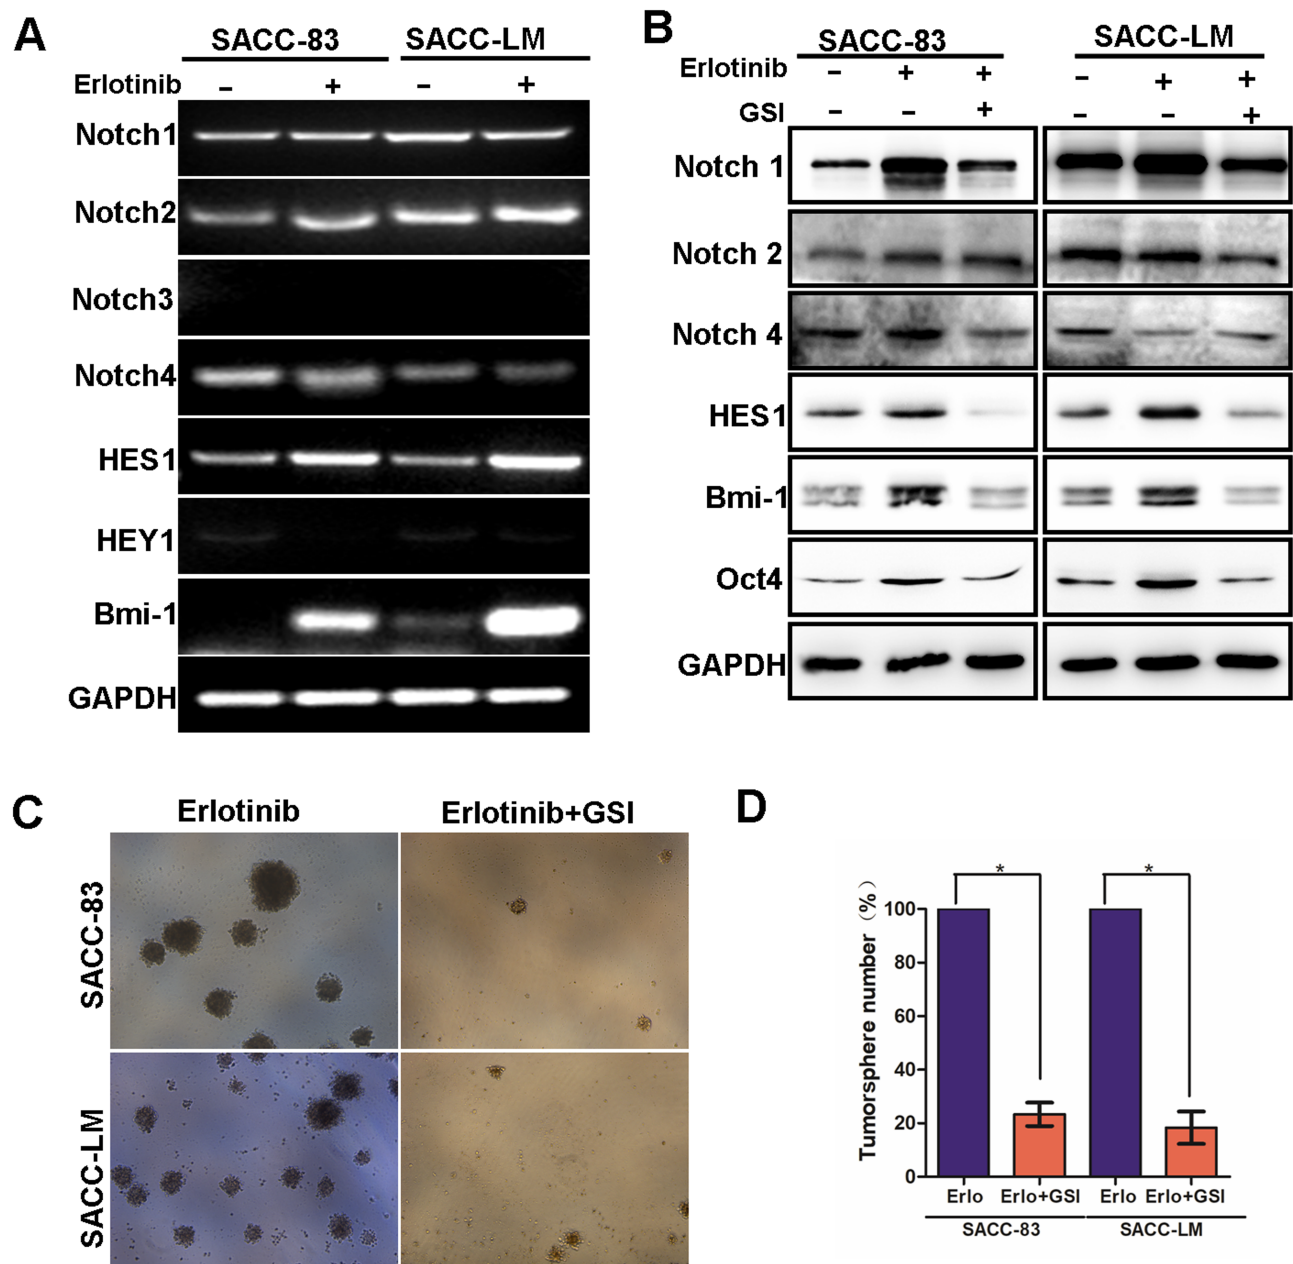 A
SACC-83 SACC-LM
Erlotinib – + – +
Notch1
Notch2
Notch3
Notch4
HES1
HEY1
Bmi-1
GAPDH
B
SACC-83 SACC-LM
Erlotinib – + + – + +
GSI – – + – – +
Notch 1
Notch 2
Notch 4
HES1
Bmi-1
Oct4
GAPDH
C
Erlotinib Erlotinib+GSI
SACC-83
SACC-LM
D
Tumorsphere number (%)
* *
100
80
60
40
20
0
Erlo Erlo+GSI Erlo Erlo+GSI
SACC-83 SACC-LM